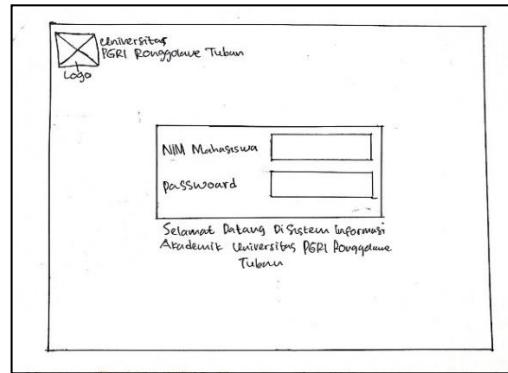 Universitas
PGRI Ronggolawe Tuban
Logo
NIM Mahasiswa
passwoard
Selamat Datang Di Sistem Informasi
Akademik Universitas PGRI Ronggolawe
Tuban